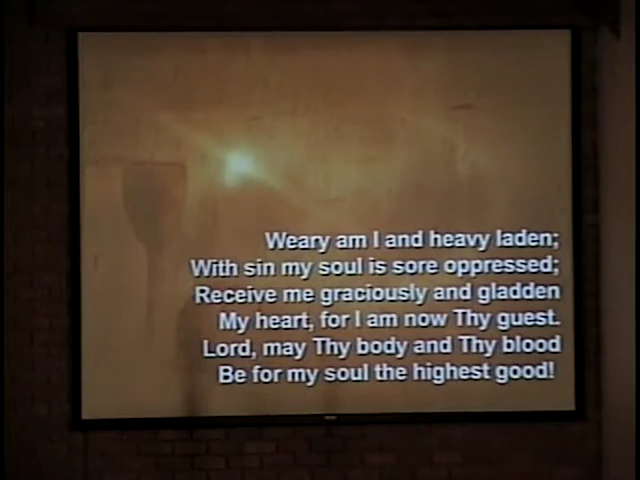 Weary am I and heavy laden;
With sin my soul is sore oppressed;
Receive me graciously and gladden
My heart, for I am now Thy guest.
Lord, may Thy body and Thy blood
Be for my soul the highest good!